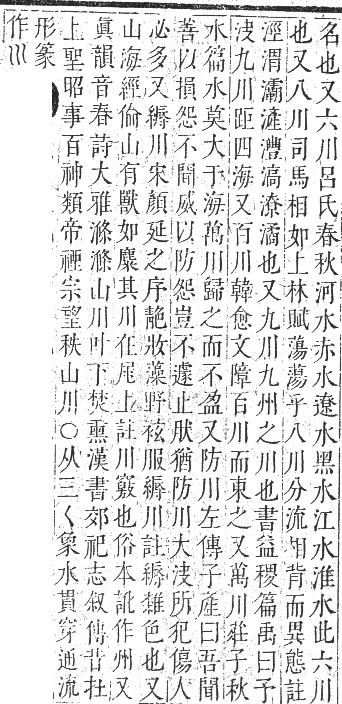 名也又六川呂氏春秋河水赤水遼水黑水江水淮水此六川
也又八川司馬相如上林賦蕩蕩乎八川分流相背而異態註
涇渭灞滻灃滈潦潏也又九川九州之川也書益稷篇禹曰予
決九川距四海又百川韓愈文障百川而東之又萬川莊子秋
水篇水莫大于海萬川歸之而不盈又防川左傳子產曰吾聞
善以損怨不聞威以防怨豈不遽止肰猶防川大決所犯傷人
必多又縟川宋顏延之序靘妝藻野袨服縟川註縟雜色也又
山海經倫山有獸如麋其川在尾上註川竅也俗本訛作州又
眞韻音春詩大雅滌滌山川叶下焚熏漢書郊祀志敘傳昔在
上聖昭事百神類帝禋宗望秩山川○从三𡿨象水貫穿通流
形篆
作巛